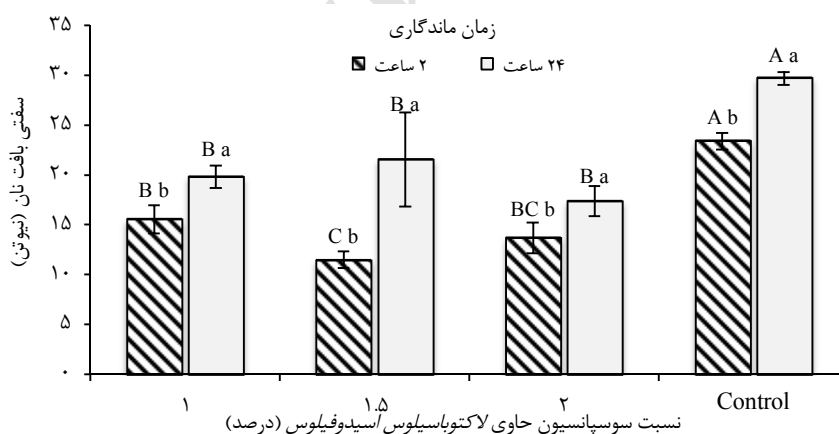 زمان ماندگاری
۲ ساعت
۲۴ ساعت
سفتی بافت نان (نیوتن)
۳۵
۳۰
۲۵
۲۰
۱۵
۱۰
۵
۰
B b
B a
C b
B a
BC b
B a
A b
A a
۱
۱.۵
۲
Control
نسبت سوسپانسیون حاوی لاکتوباسیلوس اسیدوفیلوس (درصد)